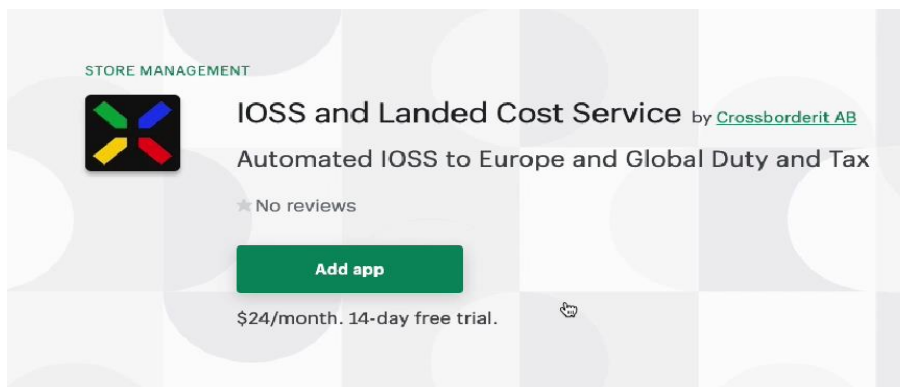 STORE MANAGEMENT
IOSS and Landed Cost Service by Crossborderit AB
Automated IOSS to Europe and Global Duty and Tax
No reviews
Add app
$24/month. 14-day free trial.